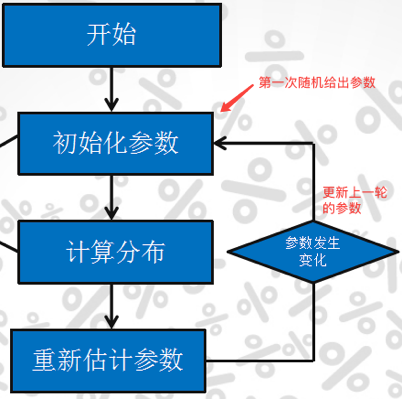 开始
第一次随机给出参数
初始化参数
更新上一轮
的参数
计算分布
参数发生
变化
重新估计参数